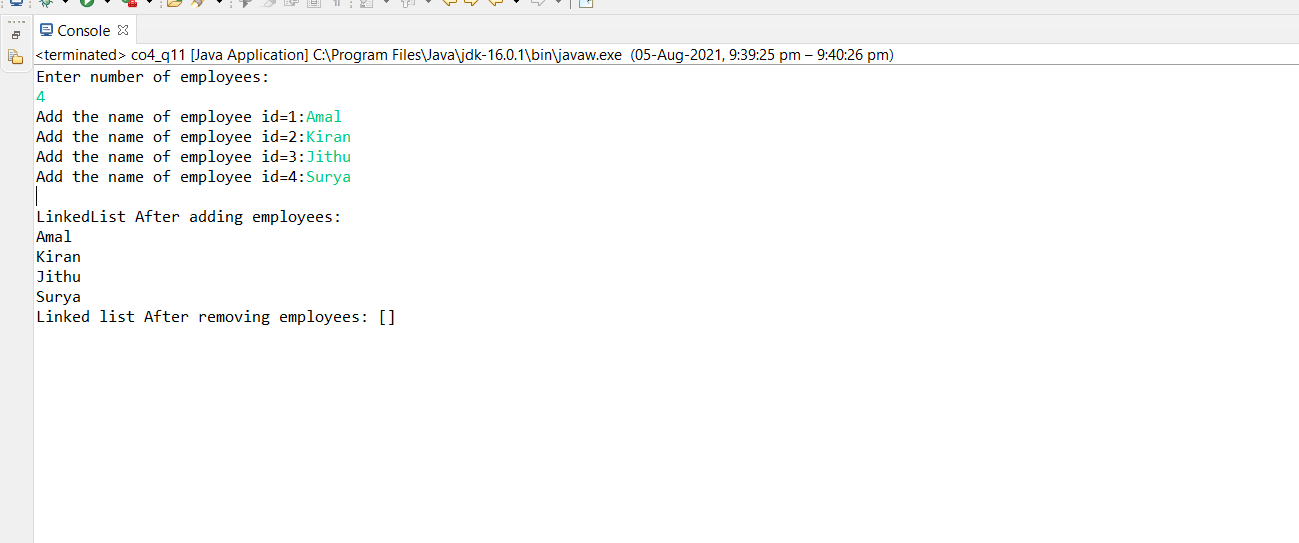 Console
<terminated> co4_q11 [Java Application] C:\Program Files\Java\jdk-16.0.1\bin\javaw.exe (05-Aug-2021, 9:39:25 pm – 9:40:26 pm)
Enter number of employees:
4
Add the name of employee id=1:Amal
Add the name of employee id=2:Kiran
Add the name of employee id=3:Jithu
Add the name of employee id=4:Surya
LinkedList After adding employees:
Amal
Kiran
Jithu
Surya
Linked list After removing employees: []